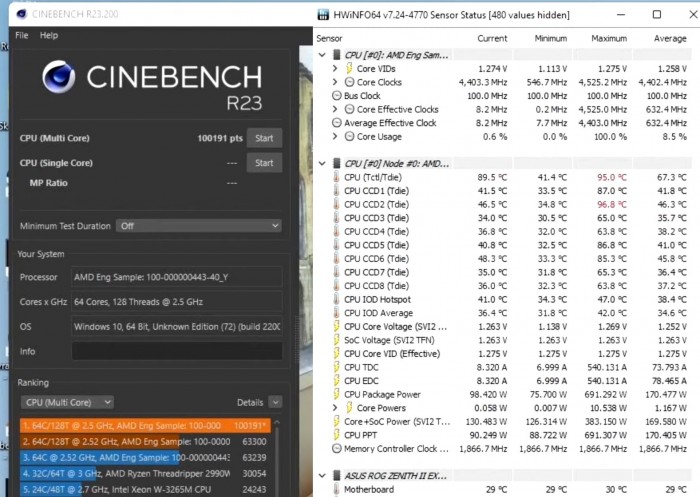 CINEBENCH R23.200
File Help
CINEBENCH
R23
CPU (Multi Core) 100191 pts Start
CPU (Single Core) --- Start
MP Ratio ---
Minimum Test Duration Off
Your System
Processor AMD Eng Sample: 100-000000443-40_Y
Cores x GHz 64 Cores, 128 Threads @ 2.5 GHz
OS Windows 10, 64 Bit, Unknown Edition (72) (build 2200
Info
Ranking
CPU (Multi Core) Details
1. 64C/128T @ 2.5 GHz, AMD Eng Sample: 100-000 100191*
2. 64C/128T @ 2.52 GHz, AMD Eng Sample: 100-0000 63300
3. 64C @ 2.52 GHz, AMD Eng Sample: 100-000000443 63239
4. 32C/64T @ 3 GHz, AMD Ryzen Threadripper 2990W 30054
5. 24C/48T @ 2.7 GHz, Intel Xeon W-3265M CPU 24243
HWiNFO64 v7.24-4770 Sensor Status [480 values hidden]
Sensor Current Minimum Maximum Average
CPU [#0]: AMD Eng Sam...
Core VIDs 1.274 V 1.113 V 1.275 V 1.258 V
Core Clocks 4,403.3 MHz 546.7 MHz 4,525.2 MHz 4,402.4 MHz
Bus Clock 100.0 MHz 100.0 MHz 100.0 MHz 100.0 MHz
Core Effective Clocks 8.2 MHz 0.2 MHz 4,525.0 MHz 632.4 MHz
Average Effective Clock 8.2 MHz 7.7 MHz 4,403.0 MHz 632.4 MHz
Core Usage 0.6 % 0.0 % 100.0 % 8.5 %
CPU [#0] Node #0: AMD...
CPU (Tctl/Tdie) 89.5 °C 41.4 °C 95.0 °C 67.3 °C
CPU CCD1 (Tdie) 41.5 °C 33.5 °C 87.0 °C 41.8 °C
CPU CCD2 (Tdie) 46.5 °C 34.8 °C 96.8 °C 46.3 °C
CPU CCD3 (Tdie) 34.0 °C 30.5 °C 65.0 °C 35.7 °C
CPU CCD4 (Tdie) 36.8 °C 32.0 °C 63.8 °C 38.2 °C
CPU CCD5 (Tdie) 40.8 °C 32.5 °C 86.8 °C 41.0 °C
CPU CCD6 (Tdie) 48.3 °C 33.3 °C 85.3 °C 45.8 °C
CPU CCD7 (Tdie) 35.0 °C 31.8 °C 65.3 °C 36.4 °C
CPU CCD8 (Tdie) 36.0 °C 32.3 °C 63.8 °C 37.2 °C
CPU IOD Hotspot 41.0 °C 34.3 °C 47.0 °C 38.4 °C
CPU IOD Average 36.4 °C 31.8 °C 42.0 °C 34.6 °C
CPU Core Voltage (SVI2 ... 1.263 V 1.138 V 1.269 V 1.252 V
SoC Voltage (SVI2 TFN) 1.263 V 1.263 V 1.263 V 1.263 V
CPU Core VID (Effective) 1.275 V 1.275 V 1.275 V 1.275 V
CPU TDC 8.320 A 6.999 A 540.131 A 73.793 A
CPU EDC 8.320 A 6.999 A 540.131 A 78.465 A
CPU Package Power 98.420 W 75.700 W 691.292 W 170.477 W
Core Powers 0.058 W 0.007 W 10.538 W 1.167 W
Core+SoC Power (SVI2 T... 130.483 W 126.314 W 383.150 W 169.580 W
CPU PPT 90.249 W 88.722 W 691.307 W 170.405 W
Memory Controller Clock ... 1,866.7 MHz 1,866.7 MHz 1,866.7 MHz 1,866.7 MHz
ASUS ROG ZENITH II EX...
Motherboard 29 °C 29 °C 30 °C 29 °C